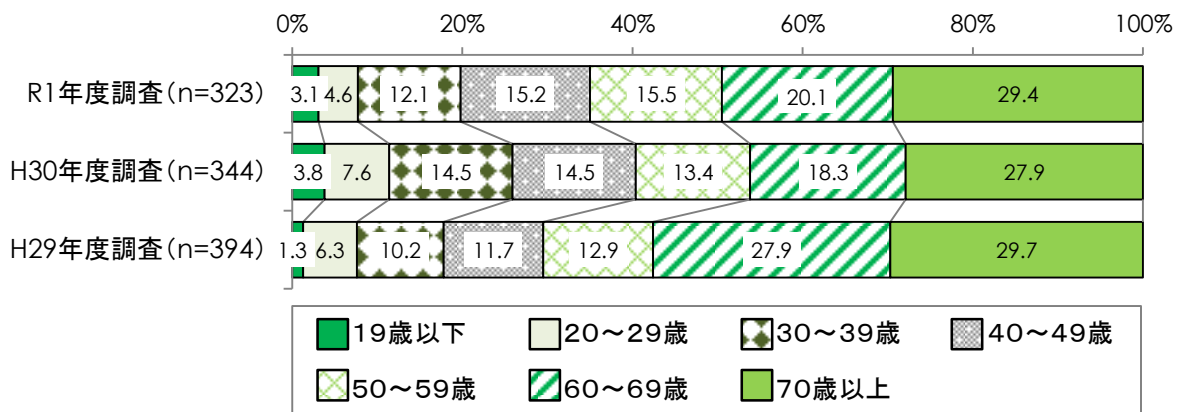 0% 20% 40% 60% 80% 100%
R1年度調査(n=323) 3.1 4.6 12.1 15.2 15.5 20.1 29.4
H30年度調査(n=344) 3.8 7.6 14.5 14.5 13.4 18.3 27.9
H29年度調査(n=394) 1.3 6.3 10.2 11.7 12.9 27.9 29.7
19歳以下 20～29歳 30～39歳 40～49歳
50～59歳 60～69歳 70歳以上